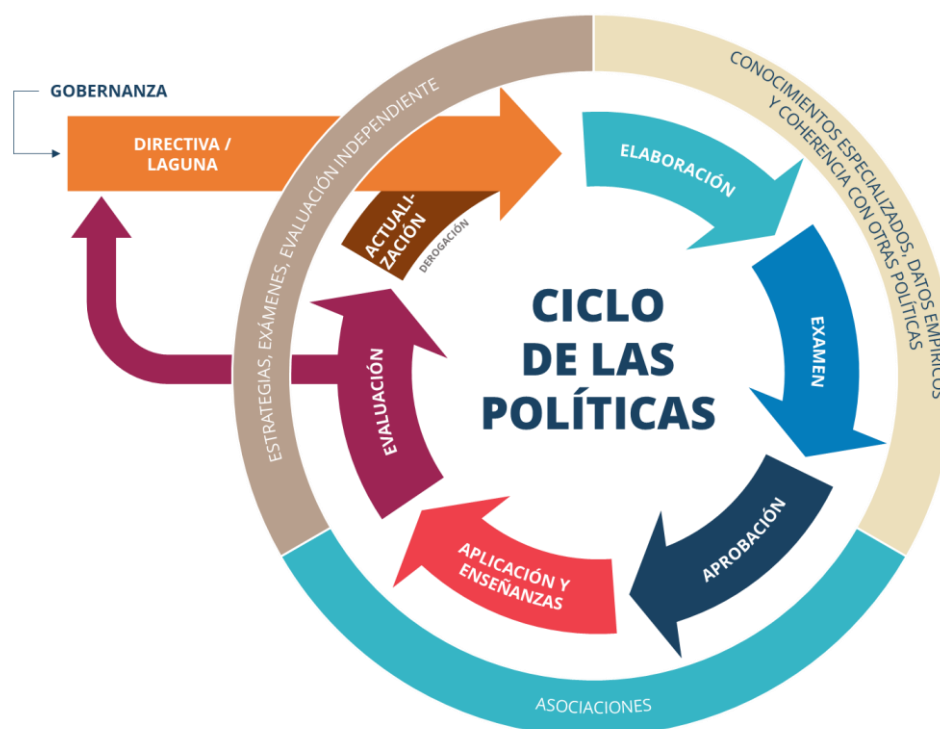 GOBERNANZA
DIRECTIVA /
LAGUNA
ESTRATEGIAS, EXÁMENES, EVALUACIÓN INDEPENDIENTE
CONOCIMIENTOS ESPECIALIZADOS, DATOS EMPÍRICOS
Y COHERENCIA CON OTRAS POLÍTICAS
ELABORACIÓN
ACTUALI-
ZACIÓN
DEROGACIÓN
CICLO
DE LAS
POLÍTICAS
EXAMEN
EVALUACIÓN
APROBACIÓN
APLICACIÓN Y
ENSEÑANZAS
ASOCIACIONES